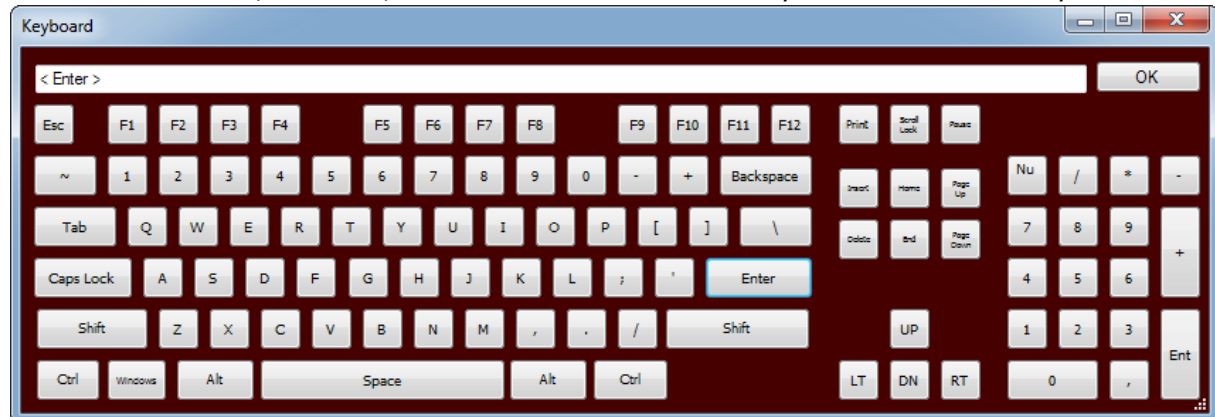 Keyboard
< Enter > OK
Esc F1 F2 F3 F4 F5 F6 F7 F8 F9 F10 F11 F12 Print Scroll Lock Pause
~ 1 2 3 4 5 6 7 8 9 0 - + Backspace Insert Home Page Up Nu / * -
Tab Q W E R T Y U I O P [ ] \ Delete End Page Down 7 8 9 +
Caps Lock A S D F G H J K L ; ' Enter 4 5 6
Shift Z X C V B N M , . / Shift UP 1 2 3 Ent
Ctrl Windows Alt Space Alt Ctrl LT DN RT 0 ,